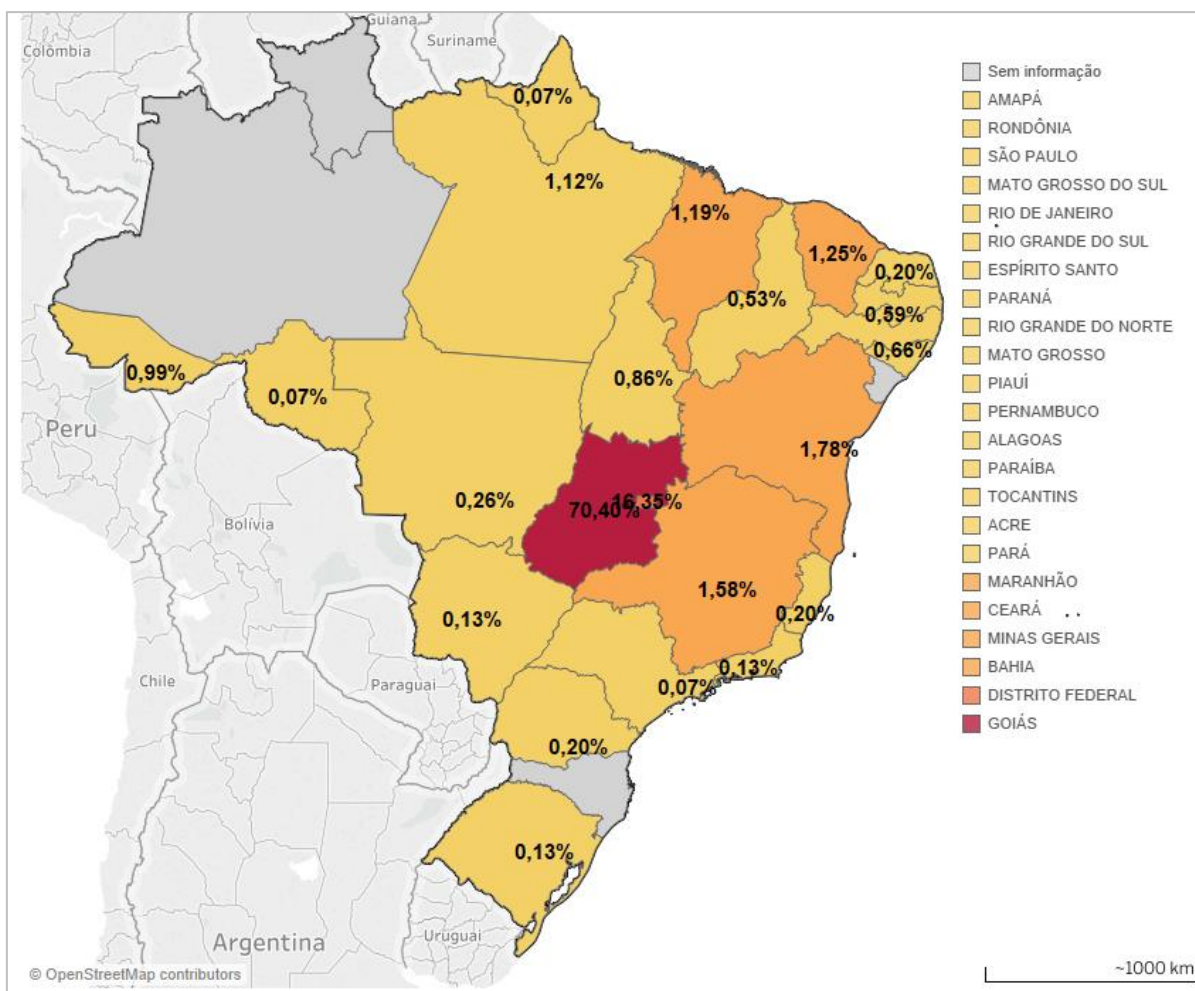 Guiana
Suriname
Colômbia
0,07%
1,12%
1,19%
1,25%
0,20%
0,53%
0,59%
0,66%
0,99%
0,07%
0,86%
Peru
1,78%
0,26%
70,40%
16,35%
Bolívia
1,58%
0,13%
0,20%
0,13%
0,07%
Chile
Paraguai
0,20%
0,13%
Argentina
Uruguai
© OpenStreetMap contributors
Sem informação
AMAPÁ
RONDÔNIA
SÃO PAULO
MATO GROSSO DO SUL
RIO DE JANEIRO
RIO GRANDE DO SUL
ESPÍRITO SANTO
PARANÁ
RIO GRANDE DO NORTE
MATO GROSSO
PIAUÍ
PERNAMBUCO
ALAGOAS
PARAÍBA
TOCANTINS
ACRE
PARÁ
MARANHÃO
CEARÁ
MINAS GERAIS
BAHIA
DISTRITO FEDERAL
GOIÁS
~1000 km